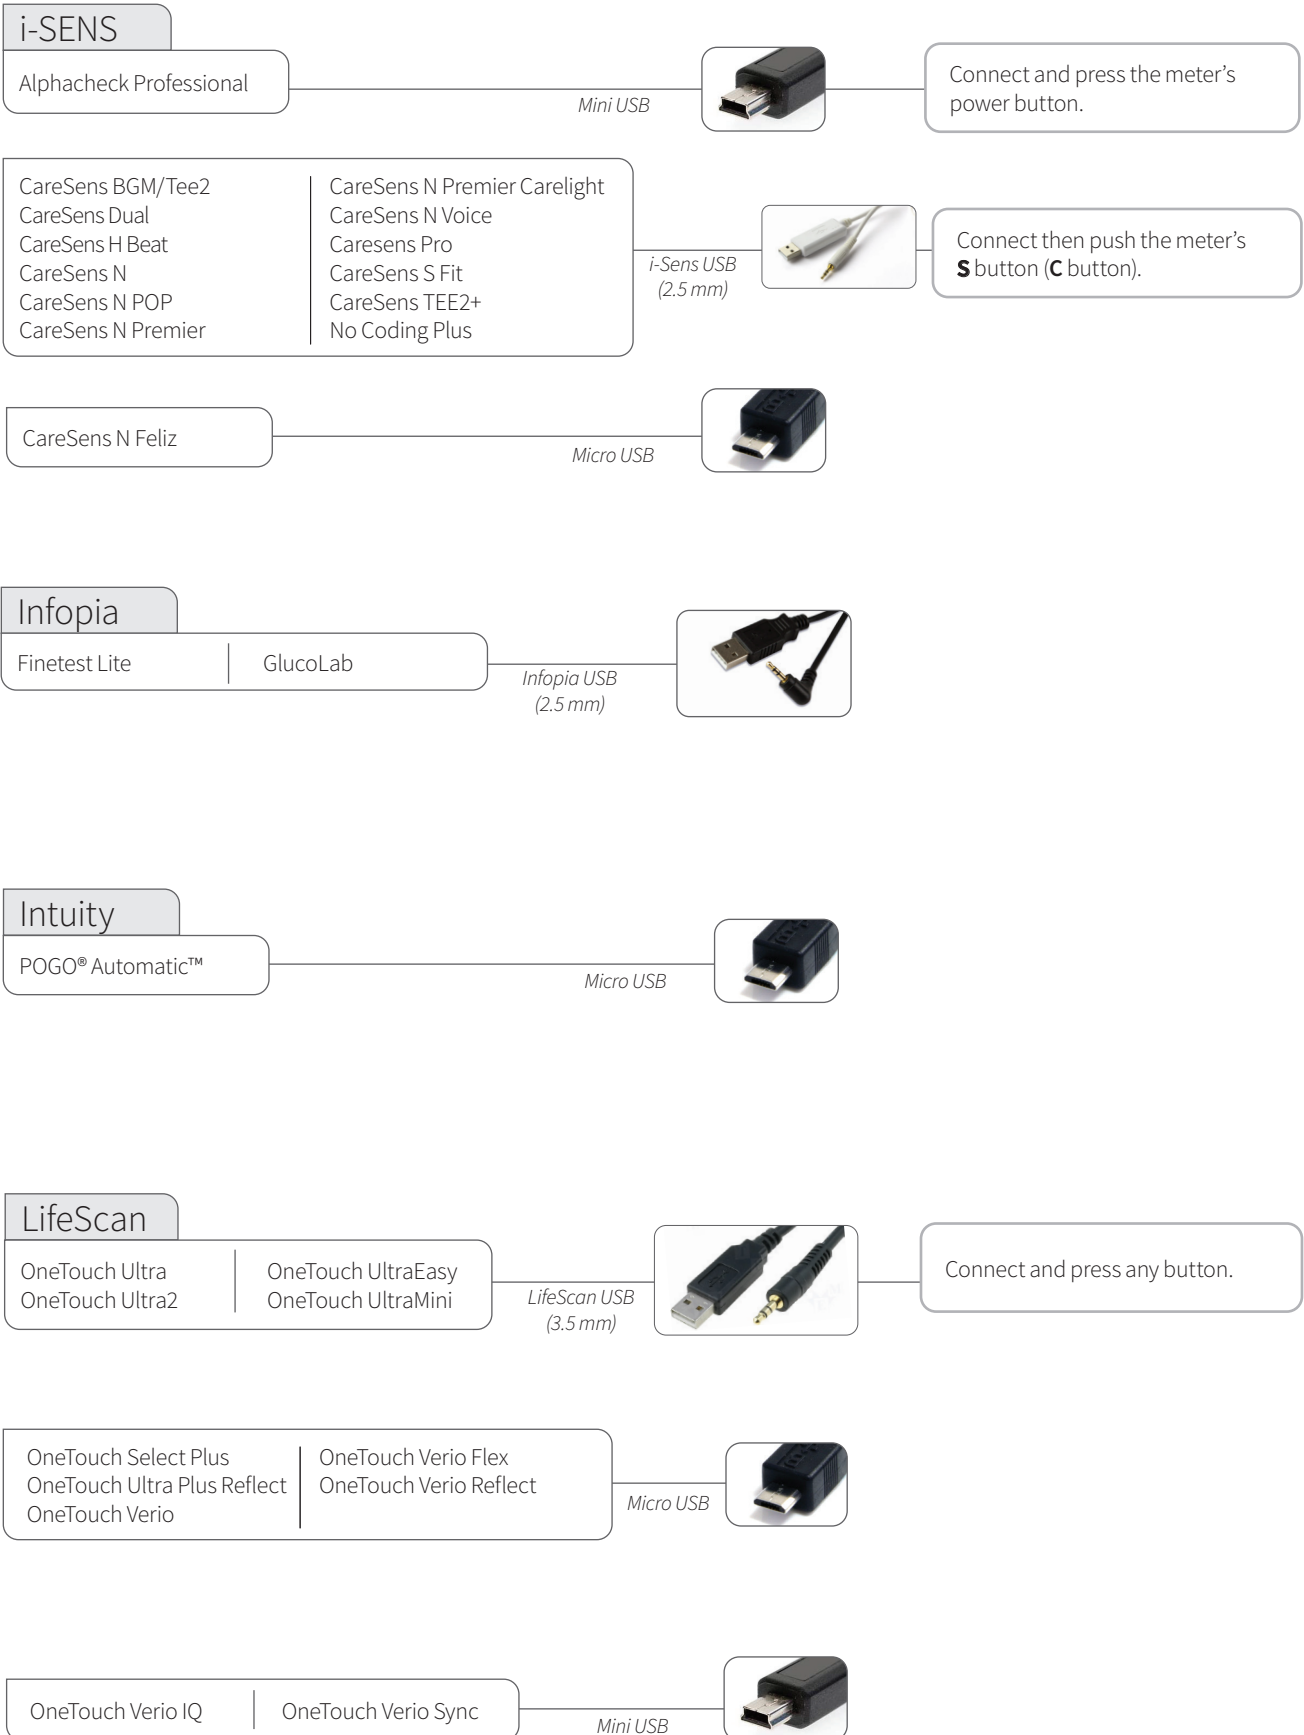 i-SENS
Alphacheck Professional
Mini USB
Connect and press the meter's
power button.
CareSens BGM/Tee2
CareSens Dual
CareSens H Beat
CareSens N
CareSens N POP
CareSens N Premier
CareSens N Premier Carelight
CareSens N Voice
Caresens Pro
CareSens S Fit
CareSens TEE2+
No Coding Plus
i-Sens USB
(2.5 mm)
Connect then push the meter's
S button (C button).
CareSens N Feliz
Micro USB
Infopia
Finetest Lite
GlucoLab
Infopia USB
(2.5 mm)
Intuity
POGO® Automatic™
Micro USB
LifeScan
OneTouch Ultra
OneTouch Ultra2
OneTouch UltraEasy
OneTouch UltraMini
LifeScan USB
(3.5 mm)
Connect and press any button.
OneTouch Select Plus
OneTouch Ultra Plus Reflect
OneTouch Verio
OneTouch Verio Flex
OneTouch Verio Reflect
Micro USB
OneTouch Verio IQ
OneTouch Verio Sync
Mini USB